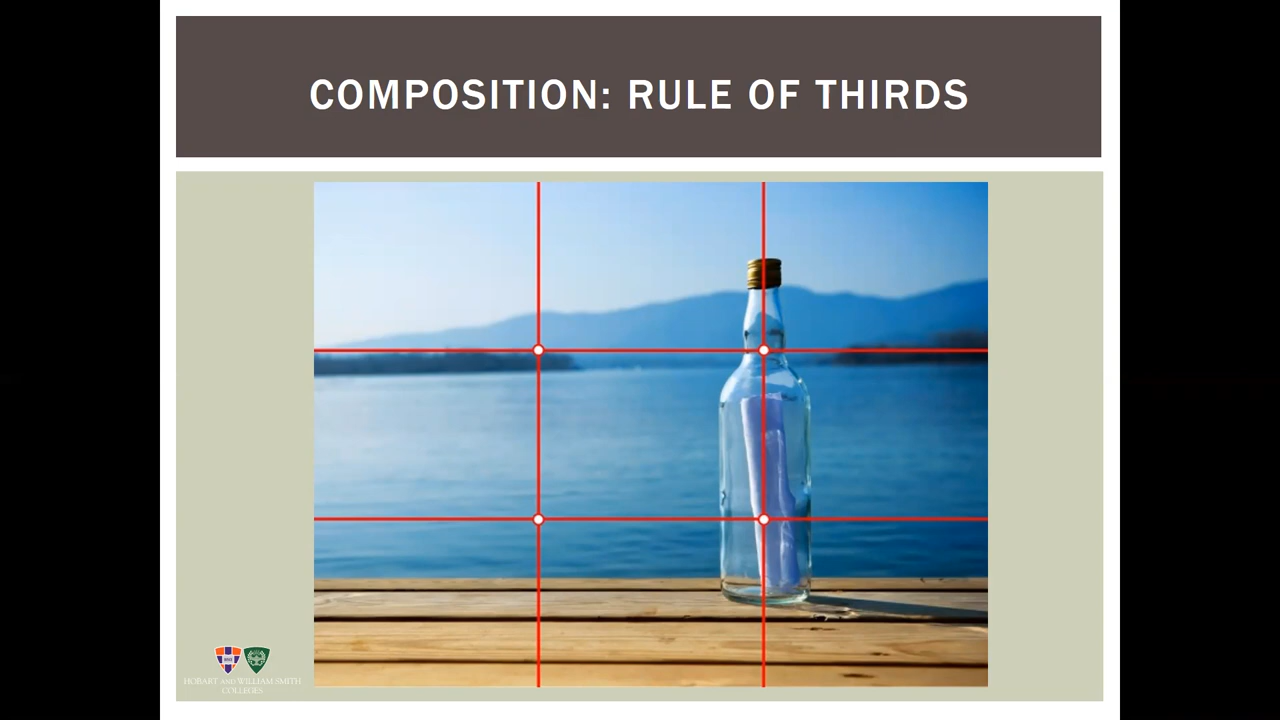 COMPOSITION: RULE OF THIRDS
HOBART AND WILLIAM SMITH
COLLEGES